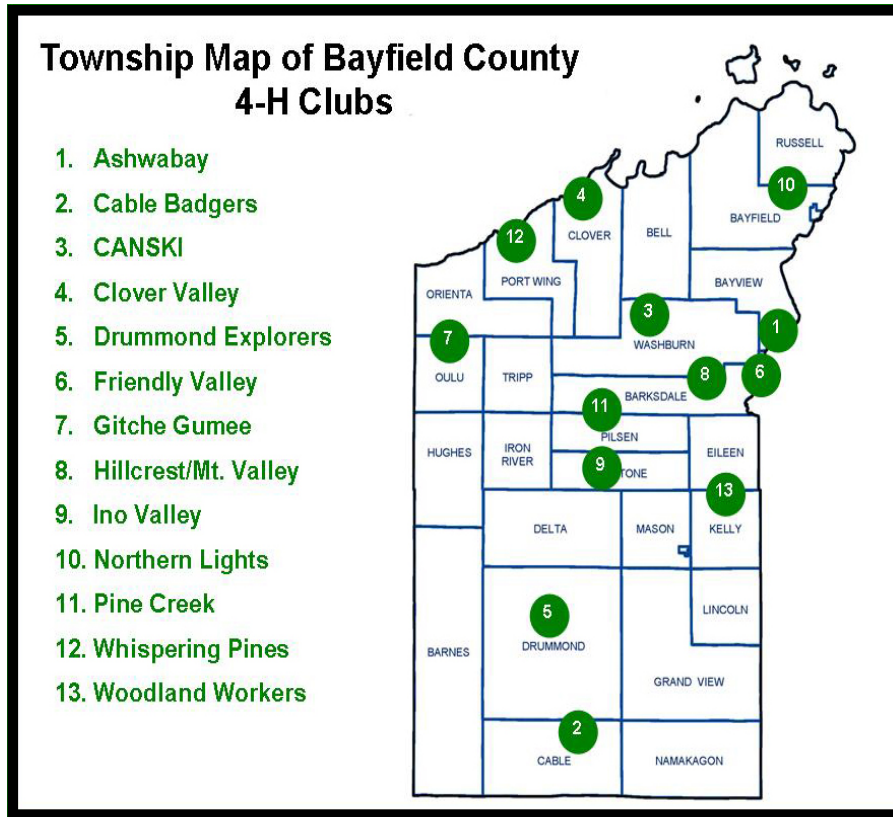 Township Map of Bayfield County
4-H Clubs
1. Ashwabay
2. Cable Badgers
3. CANSKI
4. Clover Valley
5. Drummond Explorers
6. Friendly Valley
7. Gitche Gumee
8. Hillcrest/Mt. Valley
9. Ino Valley
10. Northern Lights
11. Pine Creek
12. Whispering Pines
13. Woodland Workers
RUSSELL
10
BAYFIELD
4
CLOVER
BELL
12
PORT WING
BAYVIEW
ORIENTA
3
WASHBURN
1
7
OULU
TRIPP
8
6
BARKSDALE
11
PILSEN
HUGHES
IRON
RIVER
EILEEN
9
TONE
13
DELTA
MASON
KELLY
LINCOLN
5
DRUMMOND
BARNES
GRAND VIEW
2
CABLE
NAMAKAGON